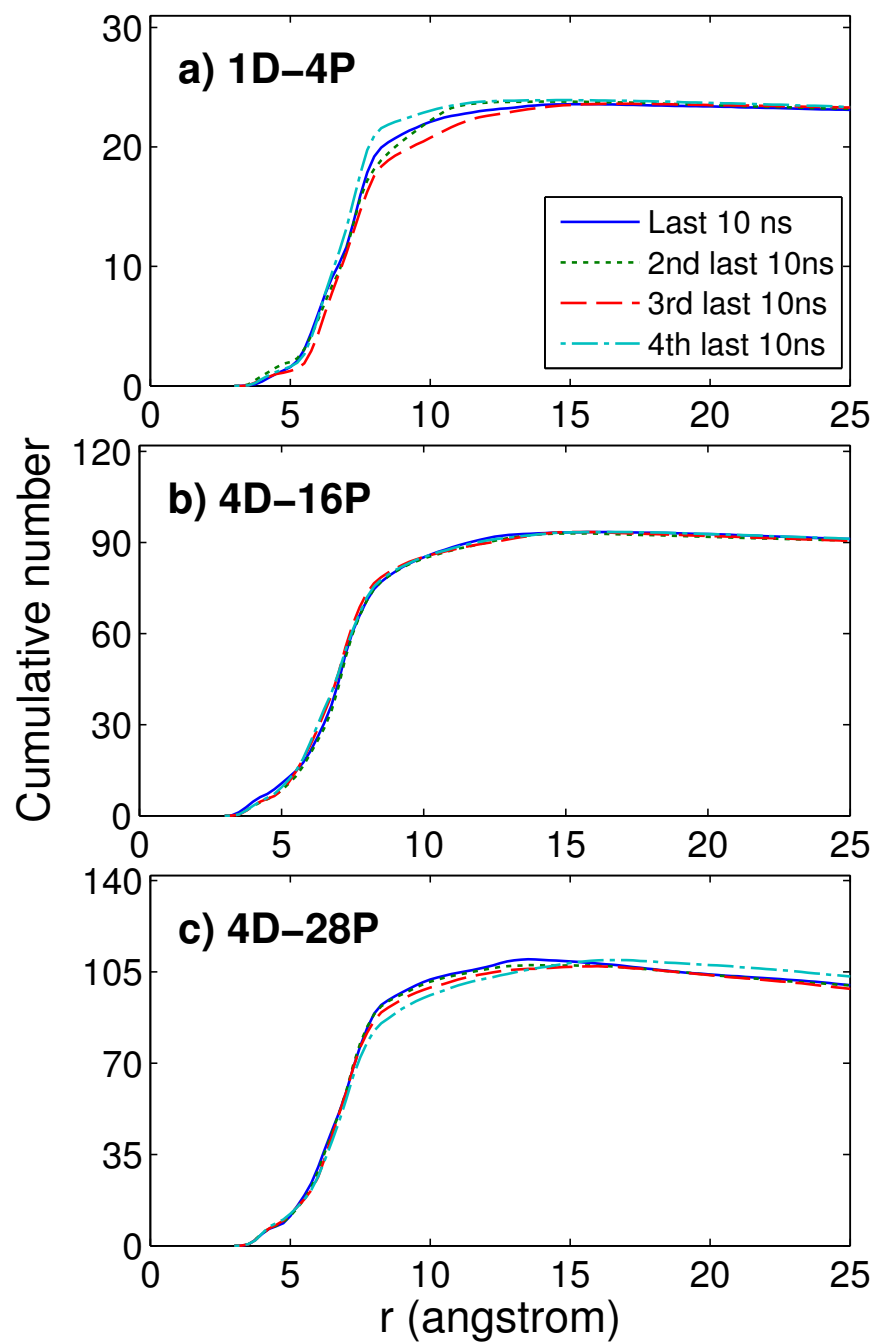 30
a) 1D−4P
20
Last 10 ns
2nd last 10ns
10
3rd last 10ns
4th last 10ns
0
0 5 10 15 20 25
Cumulative number
120
b) 4D−16P
90
60
30
0
0 5 10 15 20 25
140
c) 4D−28P
105
70
35
0
0 5 10 15 20 25
r (angstrom)